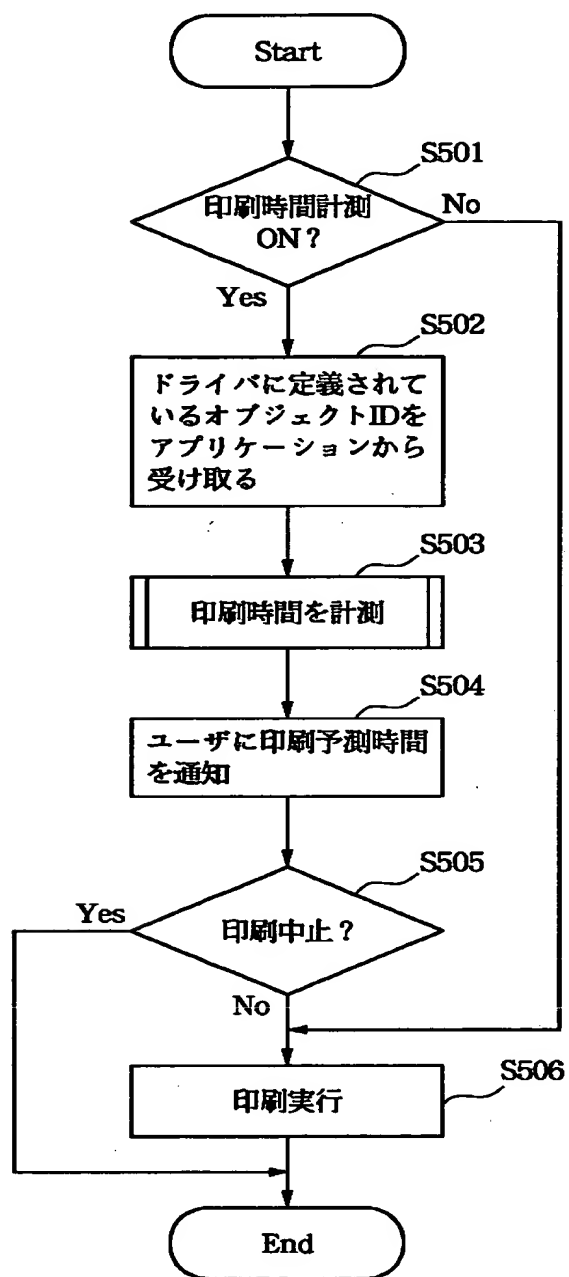 Start
S501
印刷時間計測
ON?
No
Yes
S502
ドライバに定義されて
いるオブジェクトIDを
アプリケーションから
受け取る
S503
印刷時間を計測
S504
ユーザに印刷予測時間
を通知
S505
Yes
印刷中止?
No
S506
印刷実行
End